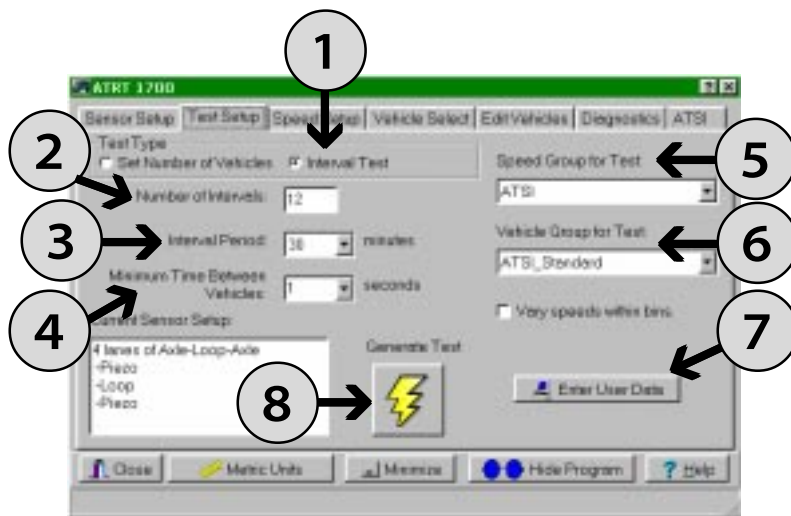 1
ATRT 1700
Sensor Setup Test Setup Speed Setup Vehicle Select Edit Vehicles Diagnostics ATSI
2
Test Type
Set Number of Vehicles Interval Test
Number of Intervals: 12
3
Interval Period: 30 minutes
4
Minimum Time Between
Vehicles: 1 seconds
Speed Group for Test
5
ATSI
Vehicle Group for Test
6
ATSI_Standard
Vary speeds within bins.
7
Enter User Data
Current Sensor Setup:
4 lanes of Axle-Loop-Axle
-Piezo
-Loop
-Piezo
Generate Test
8
Close Metric Units Minimize Hide Program ? Help